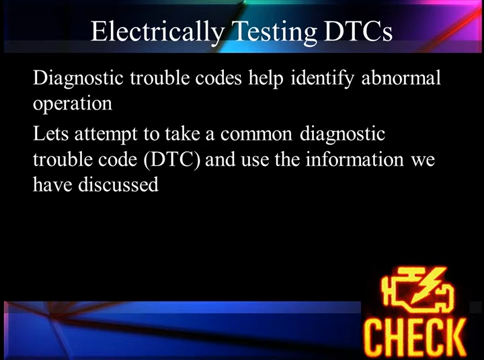 Electrically Testing DTCs
Diagnostic trouble codes help identify abnormal
operation
Lets attempt to take a common diagnostic
trouble code (DTC) and use the information we
have discussed
CHECK